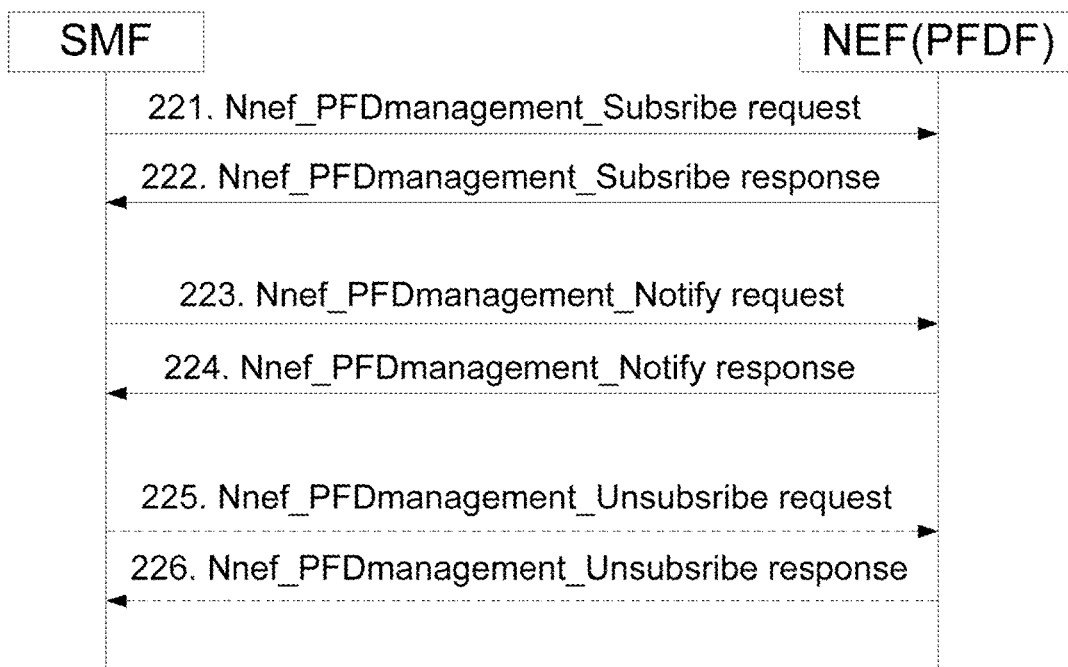 SMF
NEF(PFDF)
221. Nnef_PFDmanagement_Subsribe request
222. Nnef_PFDmanagement_Subsribe response
223. Nnef_PFDmanagement_Notify request
224. Nnef_PFDmanagement_Notify response
225. Nnef_PFDmanagement_Unsubsribe request
226. Nnef_PFDmanagement_Unsubsribe response